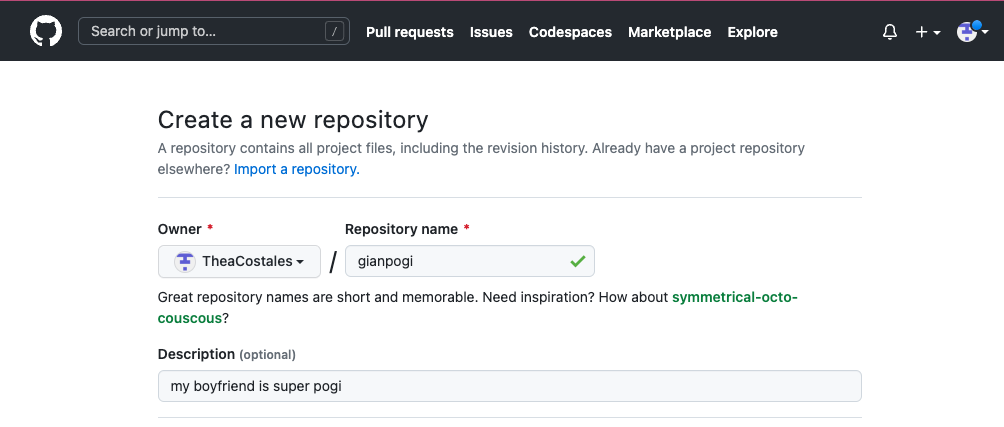 Search or jump to... /
Pull requests Issues Codespaces Marketplace Explore
Create a new repository
A repository contains all project files, including the revision history. Already have a project repository
elsewhere? Import a repository.
Owner * Repository name *
TheaCostales / gianpogi
Great repository names are short and memorable. Need inspiration? How about symmetrical-octo-
couscous?
Description (optional)
my boyfriend is super pogi